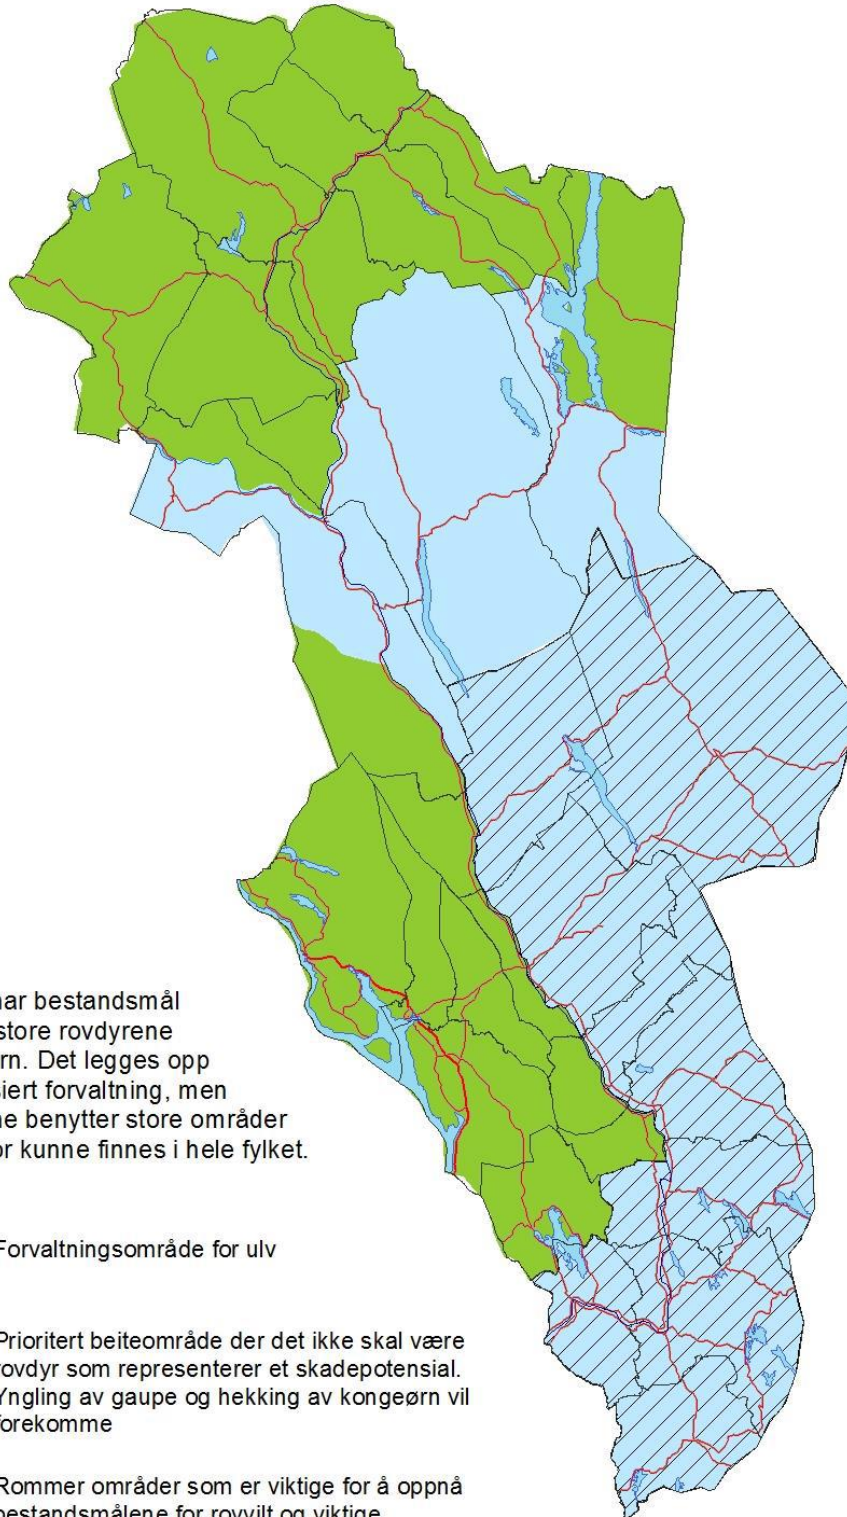 har bestandsmål
store rovdyrene
rn. Det legges opp
siert forvaltning, men
ne benytter store områder
or kunne finnes i hele fylket.
Forvaltningsområde for ulv
Prioritert beiteområde der det ikke skal være
rovdyr som representerer et skadepotensial.
Yngling av gaupe og hekking av kongeørn vil
forekomme
Rommer områder som er viktige for å oppnå
bestandsmålene for rovvilt og viktige